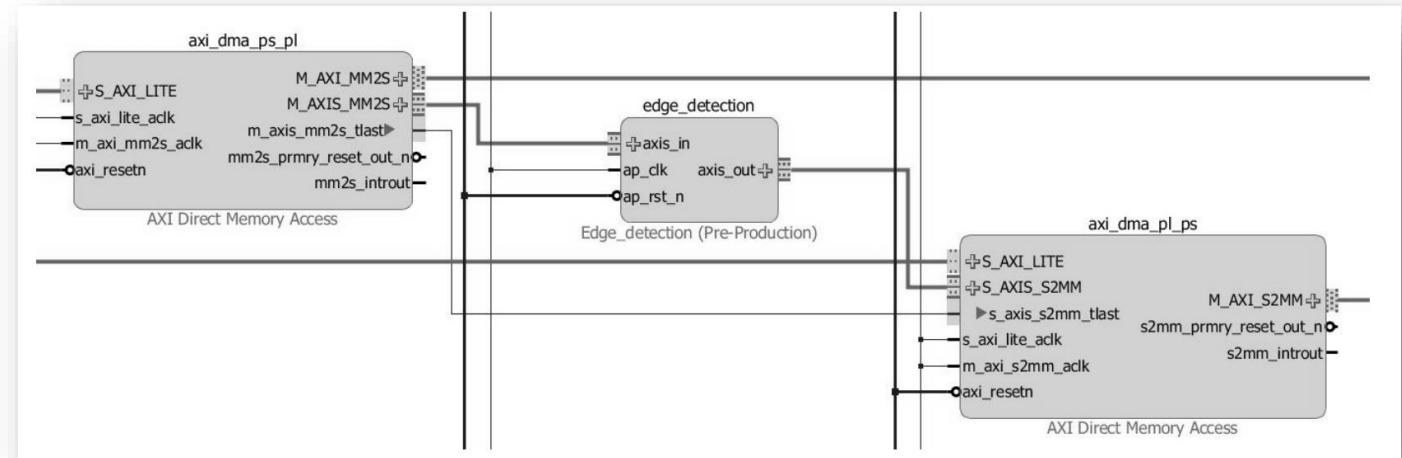 axi_dma_ps_pl
S_AXI_LITE
s_axi_lite_aclk
m_axi_mm2s_aclk
axi_resetn
M_AXI_MM2S
M_AXIS_MM2S
m_axis_mm2s_tlast
mm2s_prmry_reset_out_n
mm2s_introut
AXI Direct Memory Access
edge_detection
axis_in
ap_clk
ap_rst_n
axis_out
Edge_detection (Pre-Production)
axi_dma_pl_ps
S_AXI_LITE
S_AXIS_S2MM
s_axis_s2mm_tlast
s_axi_lite_aclk
m_axi_s2mm_aclk
axi_resetn
M_AXI_S2MM
s2mm_prmry_reset_out_n
s2mm_introut
AXI Direct Memory Access